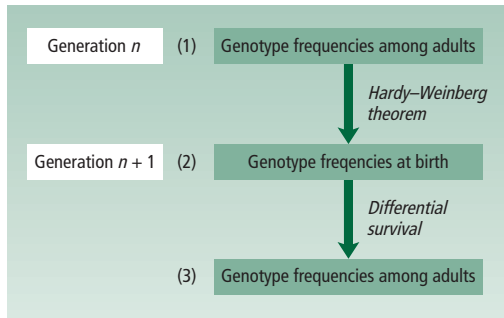 Generation n (1) Genotype frequencies among adults
Hardy–Weinberg
theorem
Generation n + 1 (2) Genotype freqencies at birth
Differential
survival
(3) Genotype frequencies among adults